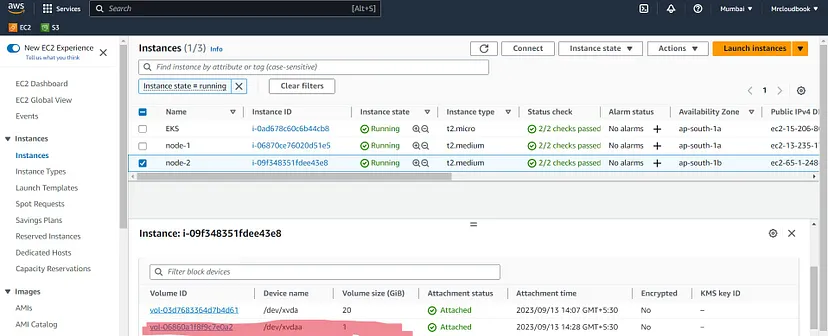 aws Services Search [Alt+S] Mumbai Mrcloudbook
EC2 S3
New EC2 Experience
Tell us what you think
EC2 Dashboard
EC2 Global View
Events
Instances
Instances
Instance Types
Launch Templates
Spot Requests
Savings Plans
Reserved Instances
Dedicated Hosts
Capacity Reservations
Images
AMIs
AMI Catalog
Instances (1/3) Info Connect Instance state Actions Launch instances
Find instance by attribute or tag (case-sensitive)
Instance state = running Clear filters 1
Name Instance ID Instance state Instance type Status check Alarm status Availability Zone Public IPv4 D
EKS i-0ad678c60c6b44cb8 Running t2.micro 2/2 checks passed No alarms ap-south-1a ec2-15-206-8
node-1 i-06870ce76020d51e5 Running t2.medium 2/2 checks passed No alarms ap-south-1a ec2-13-235-1
node-2 i-09f348351fdee43e8 Running t2.medium 2/2 checks passed No alarms ap-south-1b ec2-65-1-248
Instance: i-09f348351fdee43e8
Filter block devices
Volume ID Device name Volume size (GiB) Attachment status Attachment time Encrypted KMS key ID
vol-03d7683364d7b4d61 /dev/xvda 20 Attached 2023/09/13 14:07 GMT+5:30 No –
vol-06860a1f8f9c7e0a2 /dev/xvdaa 1 Attached 2023/09/13 14:28 GMT+5:30 No –